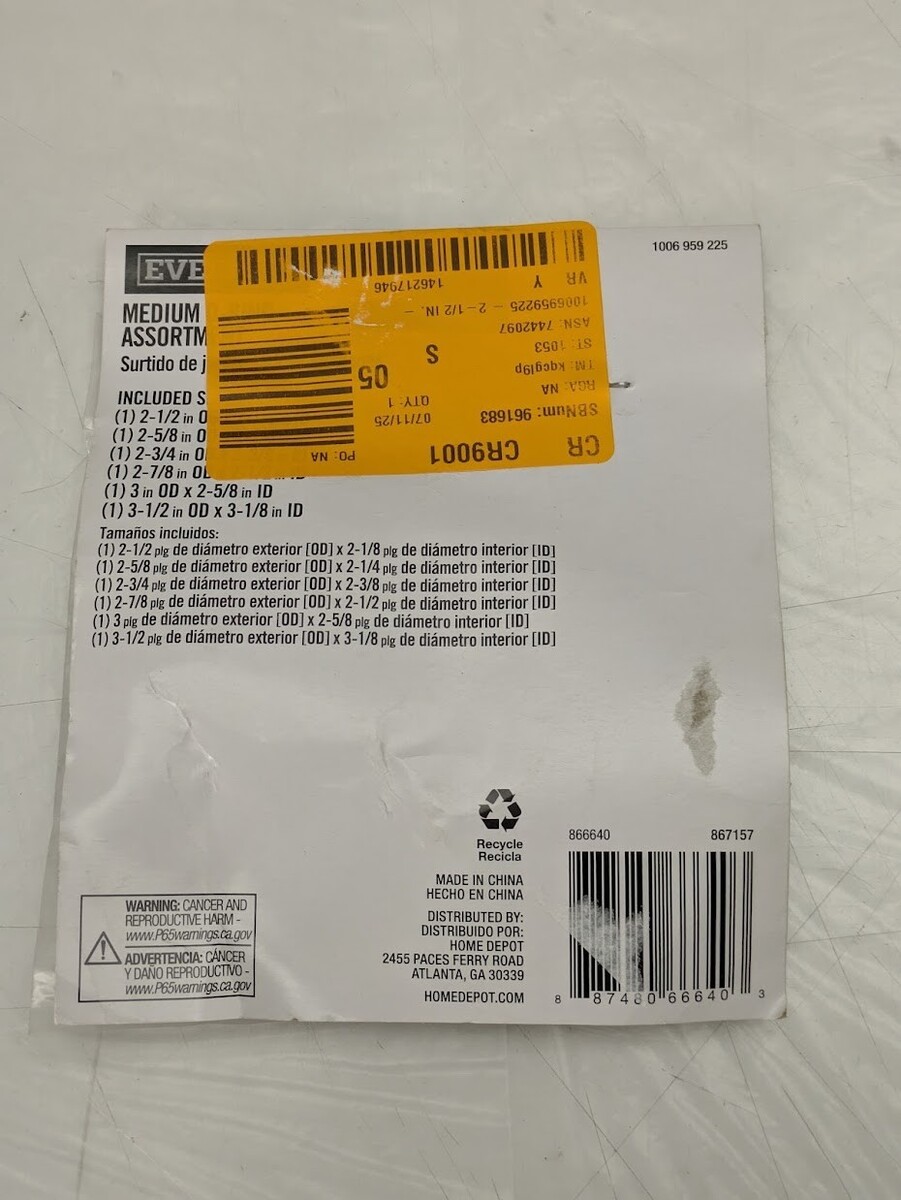 1006 959 225
EVE
MEDIUM
ASSORTM
Surtido de j
INCLUDED S
(1) 2-1/2 in O
(1) 2-5/8 in O
(1) 2-3/4 in O
(1) 2-7/8 in OD
(1) 3 in OD x 2-5/8 in ID
(1) 3-1/2 in OD x 3-1/8 in ID
Tamaños incluidos:
(1) 2-1/2 plg de diámetro exterior [OD] x 2-1/8 plg de diámetro interior [ID]
(1) 2-5/8 plg de diámetro exterior [OD] x 2-1/4 plg de diámetro interior [ID]
(1) 2-3/4 plg de diámetro exterior [OD] x 2-3/8 plg de diámetro interior [ID]
(1) 2-7/8 plg de diámetro exterior [OD] x 2-1/2 plg de diámetro interior [ID]
(1) 3 plg de diámetro exterior [OD] x 2-5/8 plg de diámetro interior [ID]
(1) 3-1/2 plg de diámetro exterior [OD] x 3-1/8 plg de diámetro interior [ID]
CR CR9001 PO: NA
SBNum: 961683 07/11/25
RGA: NA QTY: 1
TM: kqcgl9p 05
ST: 1053 S
ASN: 7442097
1006959225 - 2-1/2 IN. -
VR Y 146217946
Recycle
Recicla
MADE IN CHINA
HECHO EN CHINA
DISTRIBUTED BY:
DISTRIBUIDO POR:
HOME DEPOT
2455 PACES FERRY ROAD
ATLANTA, GA 30339
HOMEDEPOT.COM
WARNING: CANCER AND
REPRODUCTIVE HARM -
www.P65warnings.ca.gov
ADVERTENCIA: CÁNCER
Y DAÑO REPRODUCTIVO -
www.P65warnings.ca.gov
866640 867157
8 87480 66640 3